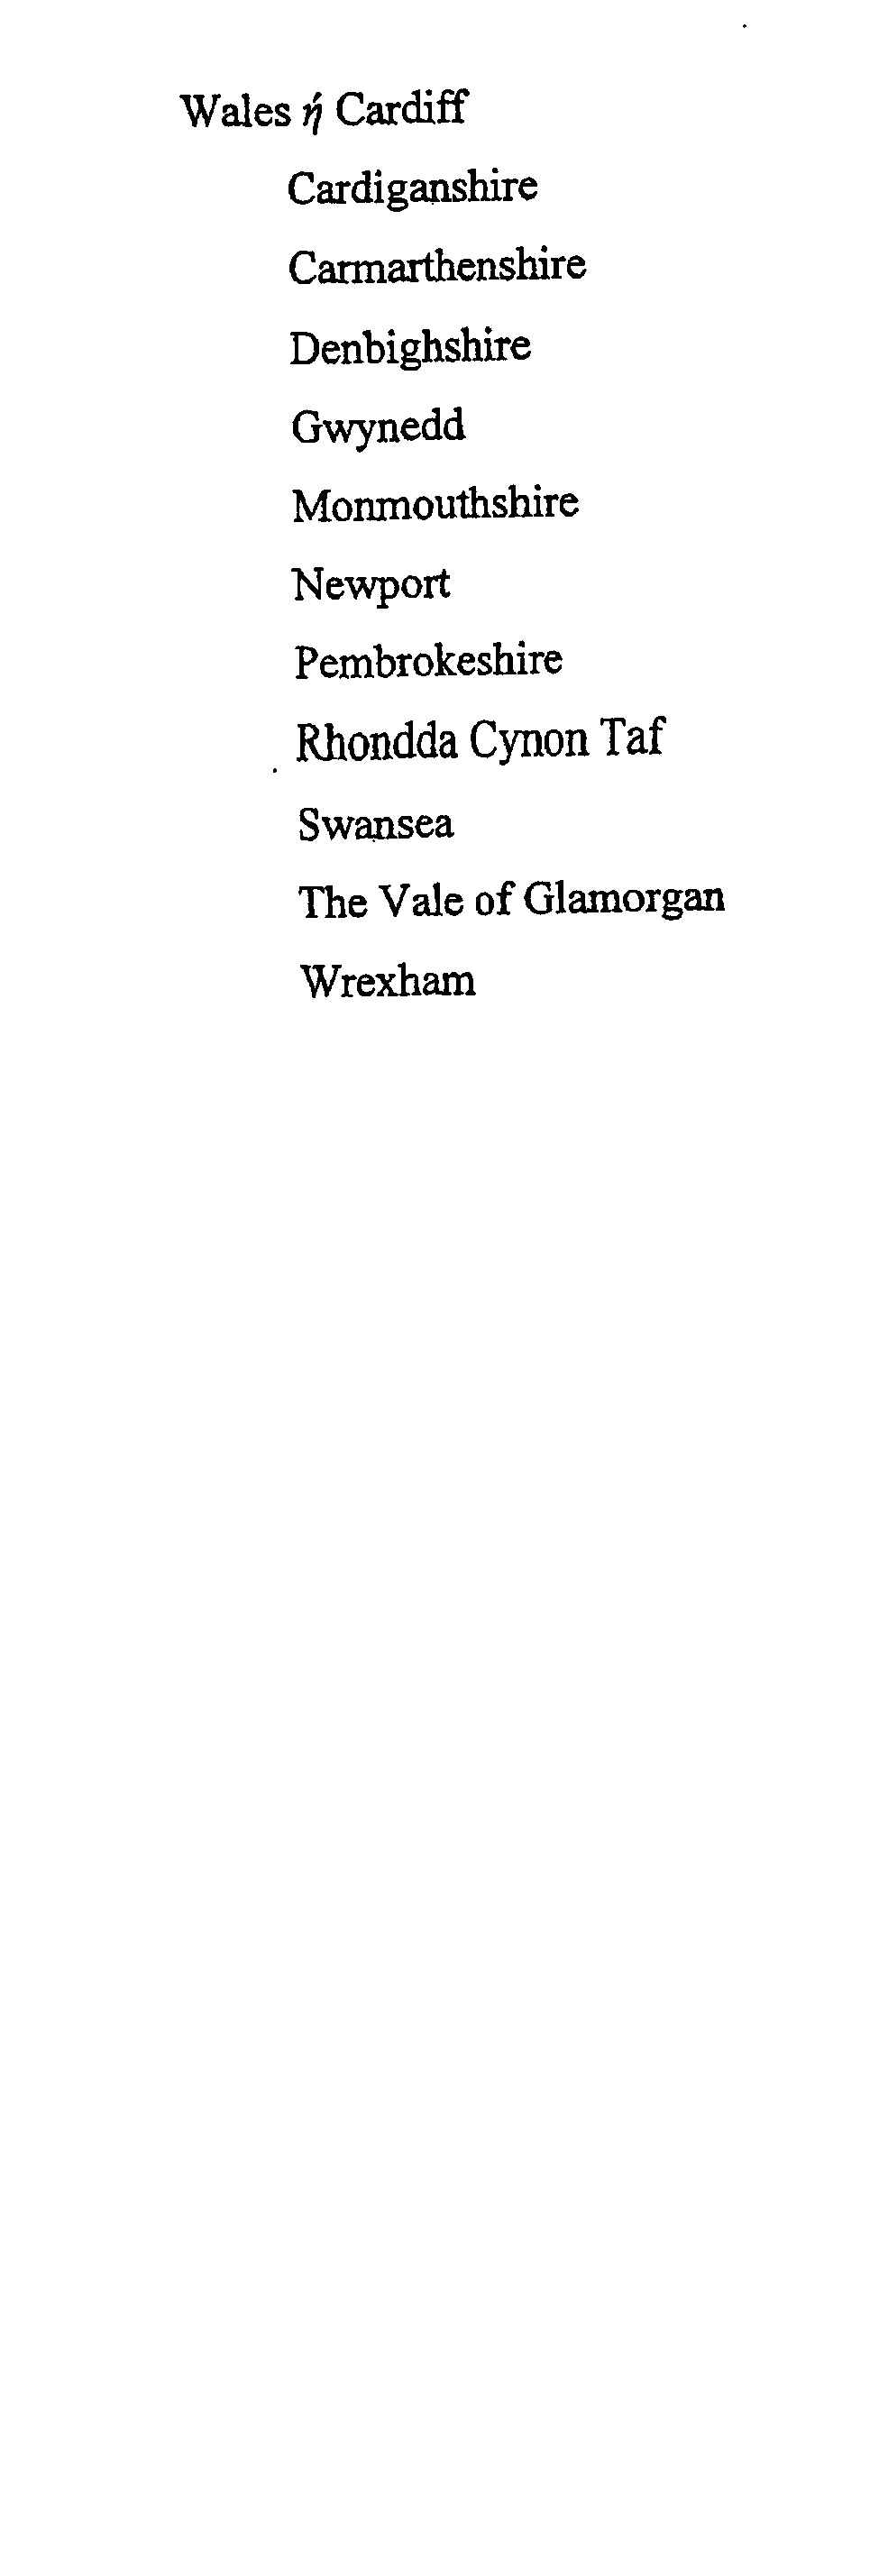 Wales ή Cardiff
Cardiganshire
Carmarthenshire
Denbighshire
Gwynedd
Monmouthshire
Newport
Pembrokeshire
Rhondda Cynon Taf
Swansea
The Vale of Glamorgan
Wrexham